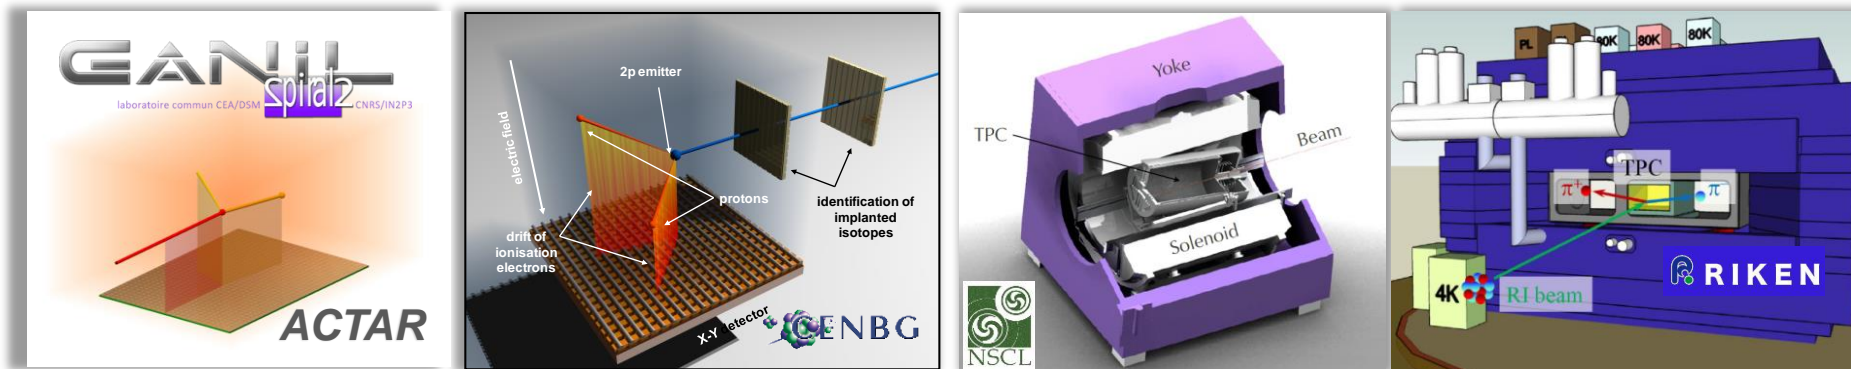 GANIL
spiral2
laboratoire commun CEA/DSM
CNRS/IN2P3
ACTAR
electric field
2p emitter
protons
identification of
implanted
isotopes
drift of
ionisation
electrons
X-Y detector
CENBG
Yoke
TPC
Beam
Solenoid
NSCL
PL
80K
80K
80K
TPC
π+
π-
4K
RI beam
RIKEN